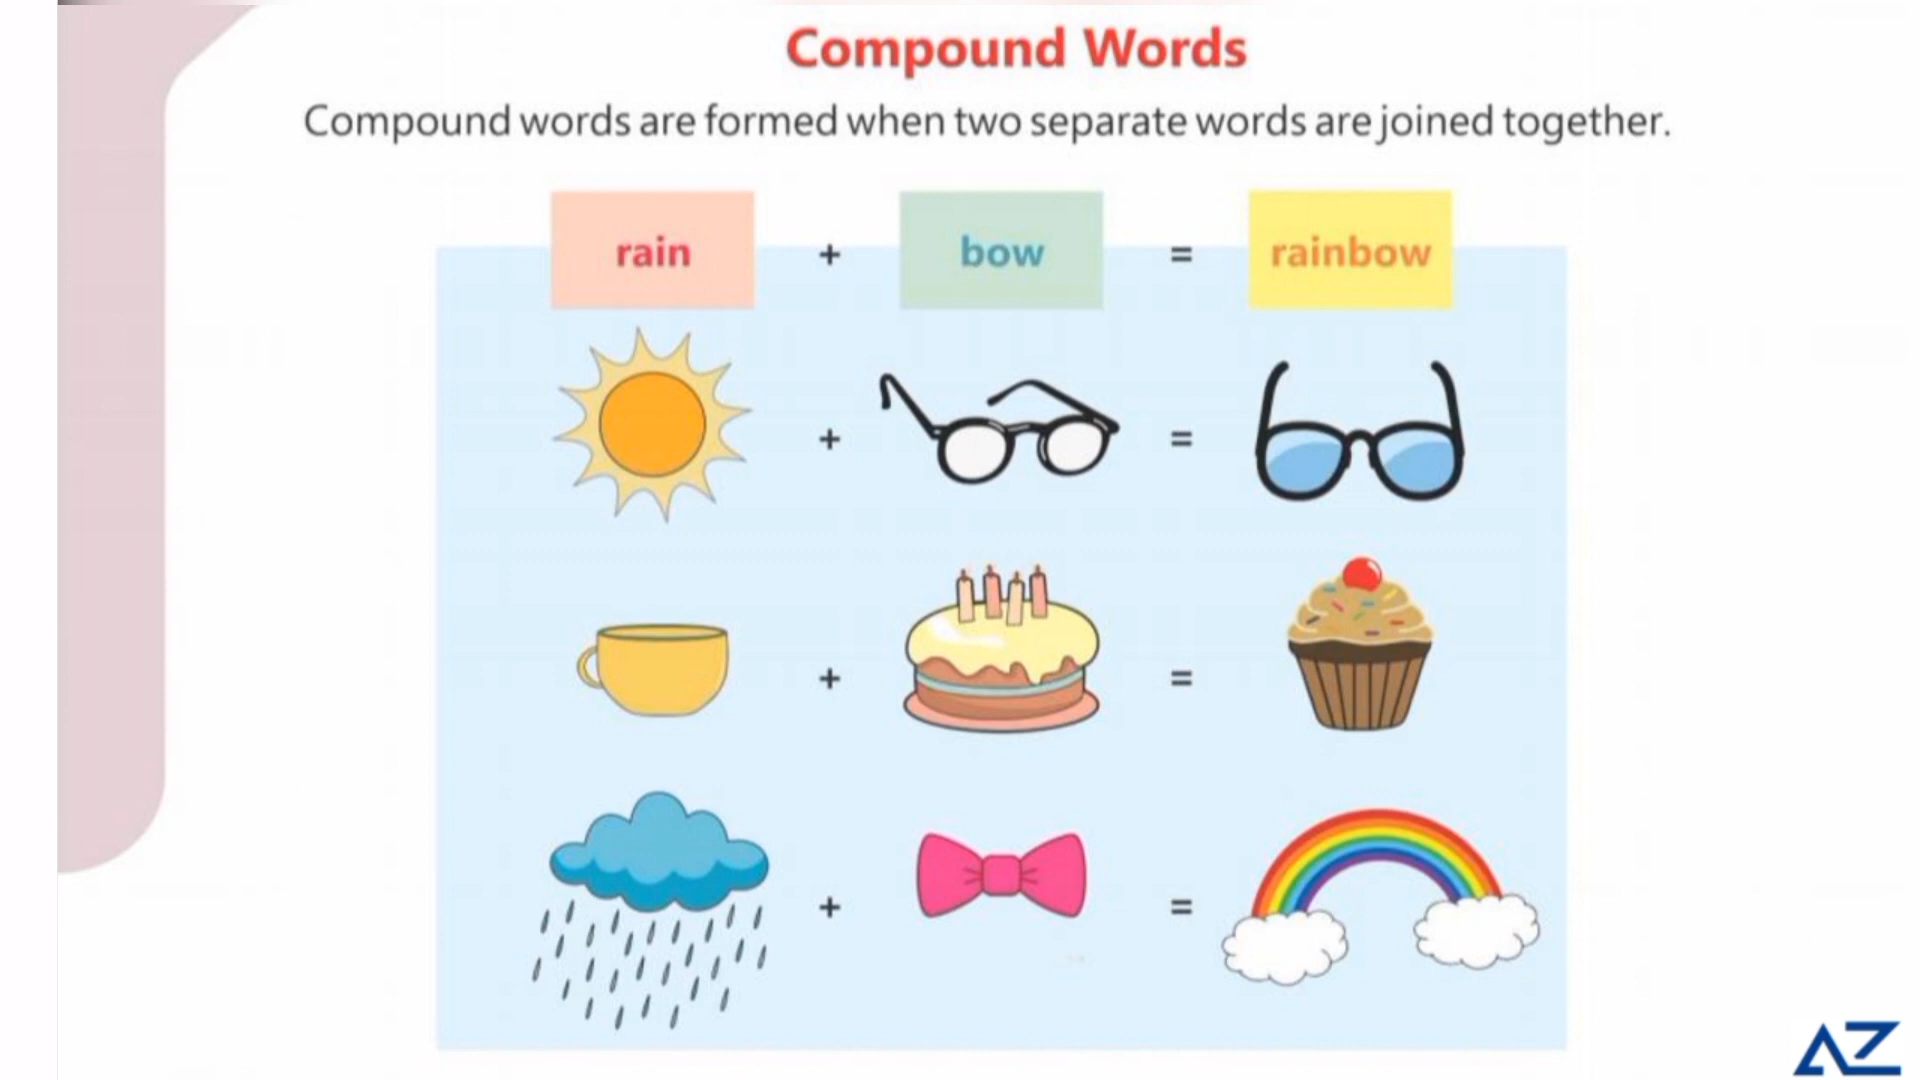 Compound Words
Compound words are formed when two separate words are joined together.
rain + bow = rainbow
+ =
+ =
+ =
AZ